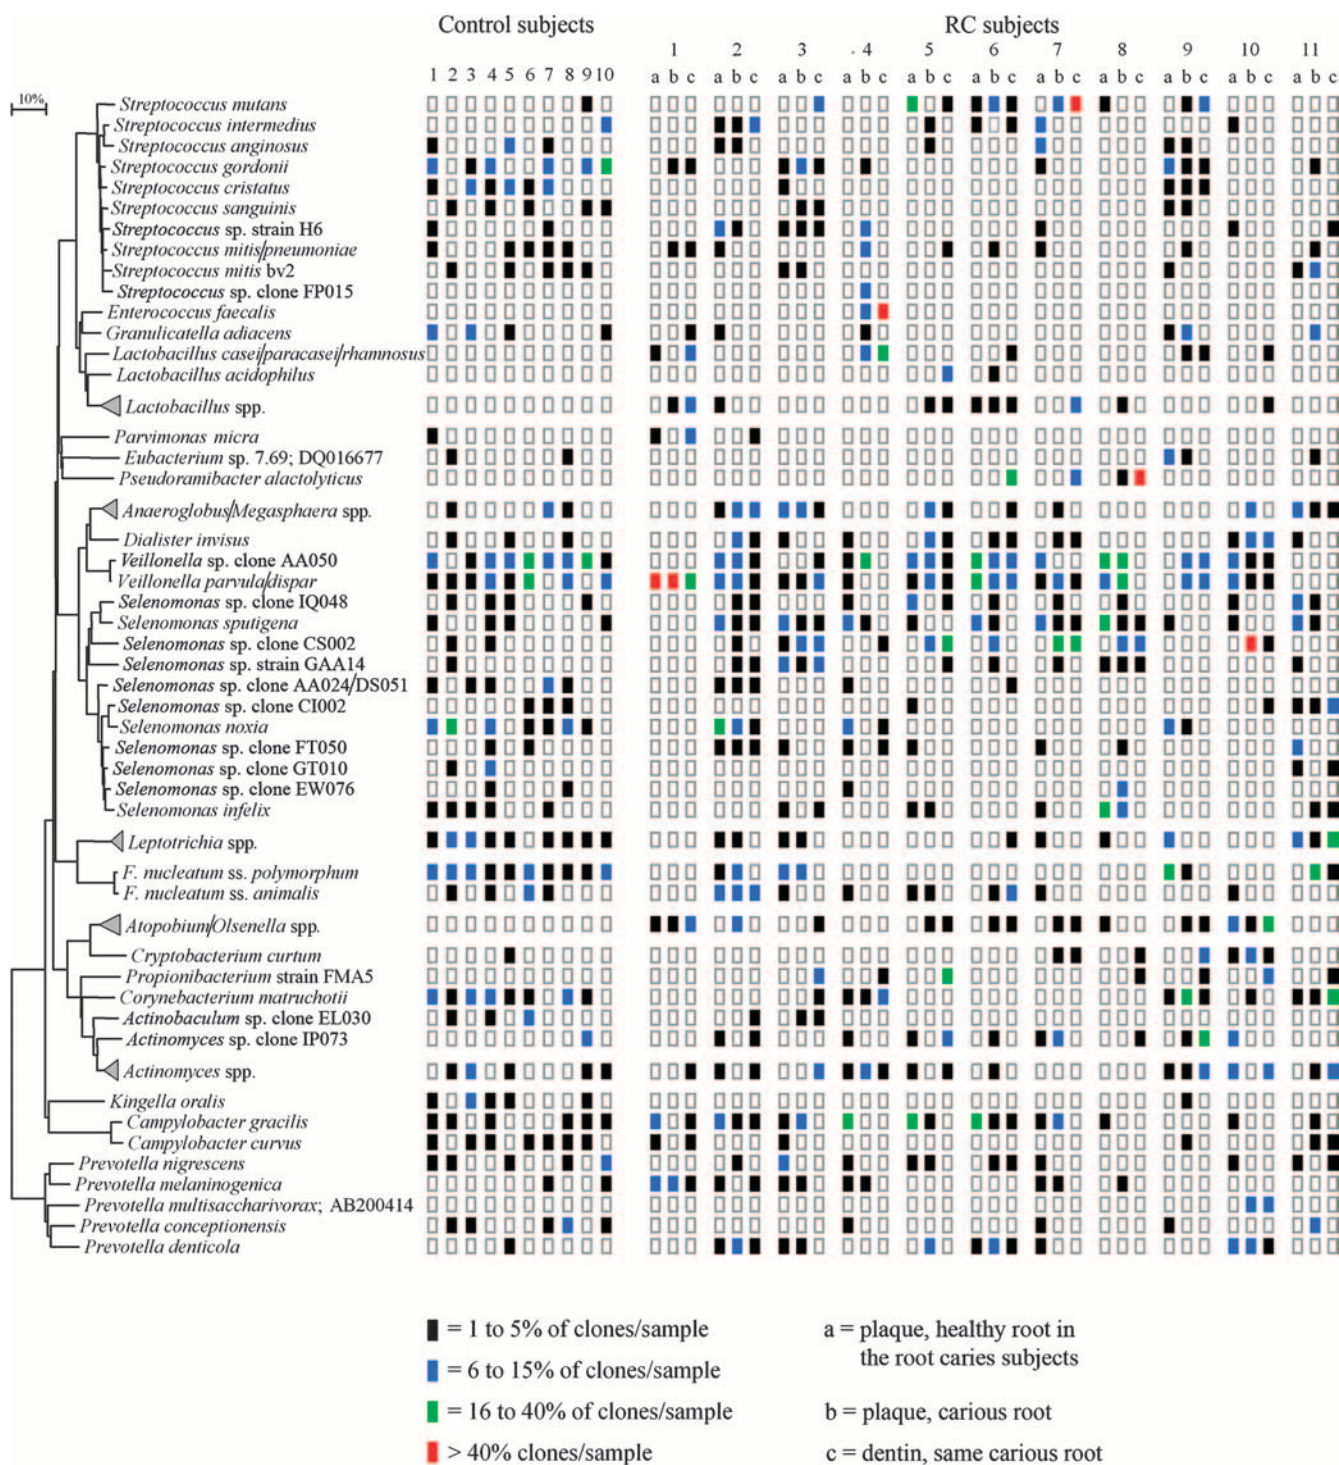 Control subjects RC subjects
1 2 3 4 5 6 7 8 9 10 11
1 2 3 4 5 6 7 8 9 10 a b c a b c a b c a b c a b c a b c a b c a b c a b c a b c a b c
10%
Streptococcus mutans
Streptococcus intermedius
Streptococcus anginosus
Streptococcus gordonii
Streptococcus cristatus
Streptococcus sanguinis
Streptococcus sp. strain H6
Streptococcus mitis/pneumoniae
Streptococcus mitis bv2
Streptococcus sp. clone FP015
Enterococcus faecalis
Granulicatella adiacens
Lactobacillus casei/paracasei/rhamnosus
Lactobacillus acidophilus
Lactobacillus spp.
Parvimonas micra
Eubacterium sp. 7.69; DQ016677
Pseudoramibacter alactolyticus
Anaeroglobus/Megasphaera spp.
Dialister invisus
Veillonella sp. clone AA050
Veillonella parvula/dispar
Selenomonas sp. clone IQ048
Selenomonas sputigena
Selenomonas sp. clone CS002
Selenomonas sp. strain GAA14
Selenomonas sp. clone AA024/DS051
Selenomonas sp. clone CI002
Selenomonas noxia
Selenomonas sp. clone FT050
Selenomonas sp. clone GT010
Selenomonas sp. clone EW076
Selenomonas infelix
Leptotrichia spp.
F. nucleatum ss. polymorphum
F. nucleatum ss. animalis
Atopobium/Olsenella spp.
Cryptobacterium curtum
Propionibacterium strain FMA5
Corynebacterium matruchotii
Actinobaculum sp. clone EL030
Actinomyces sp. clone IP073
Actinomyces spp.
Kingella oralis
Campylobacter gracilis
Campylobacter curvus
Prevotella nigrescens
Prevotella melaninogenica
Prevotella multisaccharivorax; AB200414
Prevotella conceptionensis
Prevotella denticola
= 1 to 5% of clones/sample
= 6 to 15% of clones/sample
= 16 to 40% of clones/sample
> 40% clones/sample
a = plaque, healthy root in
the root caries subjects
b = plaque, carious root
c = dentin, same carious root